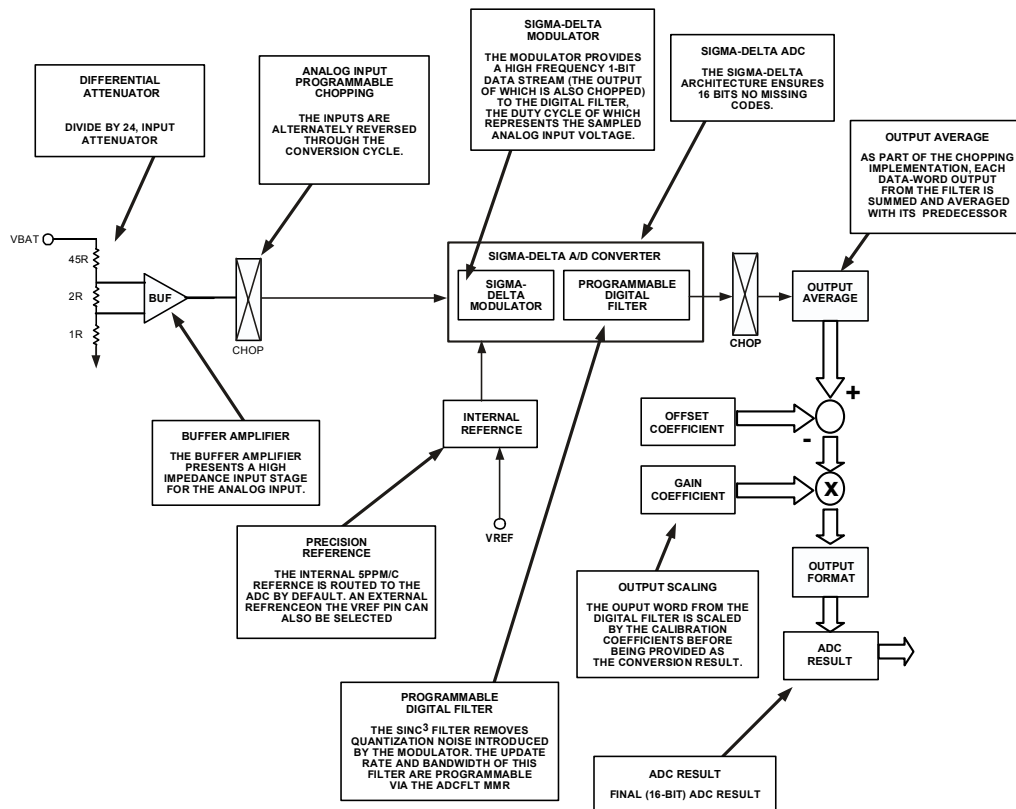 DIFFERENTIAL
ATTENUATOR
DIVIDE BY 24, INPUT
ATTENUATOR
ANALOG INPUT
PROGRAMMABLE
CHOPPING
THE INPUTS ARE
ALTERNATELY REVERSED
THROUGH THE
CONVERSION CYCLE.
SIGMA-DELTA
MODULATOR
THE MODULATOR PROVIDES
A HIGH FREQUENCY 1-BIT
DATA STREAM (THE OUTPUT
OF WHICH IS ALSO CHOPPED)
TO THE DIGITAL FILTER,
THE DUTY CYCLE OF WHICH
REPRESENTS THE SAMPLED
ANALOG INPUT VOLTAGE.
SIGMA-DELTA ADC
THE SIGMA-DELTA
ARCHITECTURE ENSURES
16 BITS NO MISSING
CODES.
OUTPUT AVERAGE
AS PART OF THE CHOPPING
IMPLEMENTATION, EACH
DATA-WORD OUTPUT
FROM THE FILTER IS
SUMMED AND AVERAGED
WITH ITS PREDECESSOR
VBAT
45R
2R
1R
BUF
CHOP
SIGMA-DELTA A/D CONVERTER
SIGMA-
DELTA
MODULATOR
PROGRAMMABLE
DIGITAL
FILTER
CHOP
OUTPUT
AVERAGE
+
OFFSET
COEFFICIENT
-
GAIN
COEFFICIENT
X
OUTPUT
FORMAT
ADC
RESULT
INTERNAL
REFERNCE
VREF
BUFFER AMPLIFIER
THE BUFFER AMPLIFIER
PRESENTS A HIGH
IMPEDANCE INPUT STAGE
FOR THE ANALOG INPUT.
PRECISION
REFERENCE
THE INTERNAL 5PPM/C
REFERNCE IS ROUTED TO THE
ADC BY DEFAULT. AN EXTERNAL
REFRENCEON THE VREF PIN CAN
ALSO BE SELECTED
OUTPUT SCALING
THE OUPUT WORD FROM THE
DIGITAL FILTER IS SCALED
BY THE CALIBRATION
COEFFICIENTS BEFORE
BEING PROVIDED AS
THE CONVERSION RESULT.
PROGRAMMABLE
DIGITAL FILTER
THE SINC³ FILTER REMOVES
QUANTIZATION NOISE INTRODUCED
BY THE MODULATOR. THE UPDATE
RATE AND BANDWIDTH OF THIS
FILTER ARE PROGRAMMABLE
VIA THE ADCFLT MMR
ADC RESULT
FINAL (16-BIT) ADC RESULT